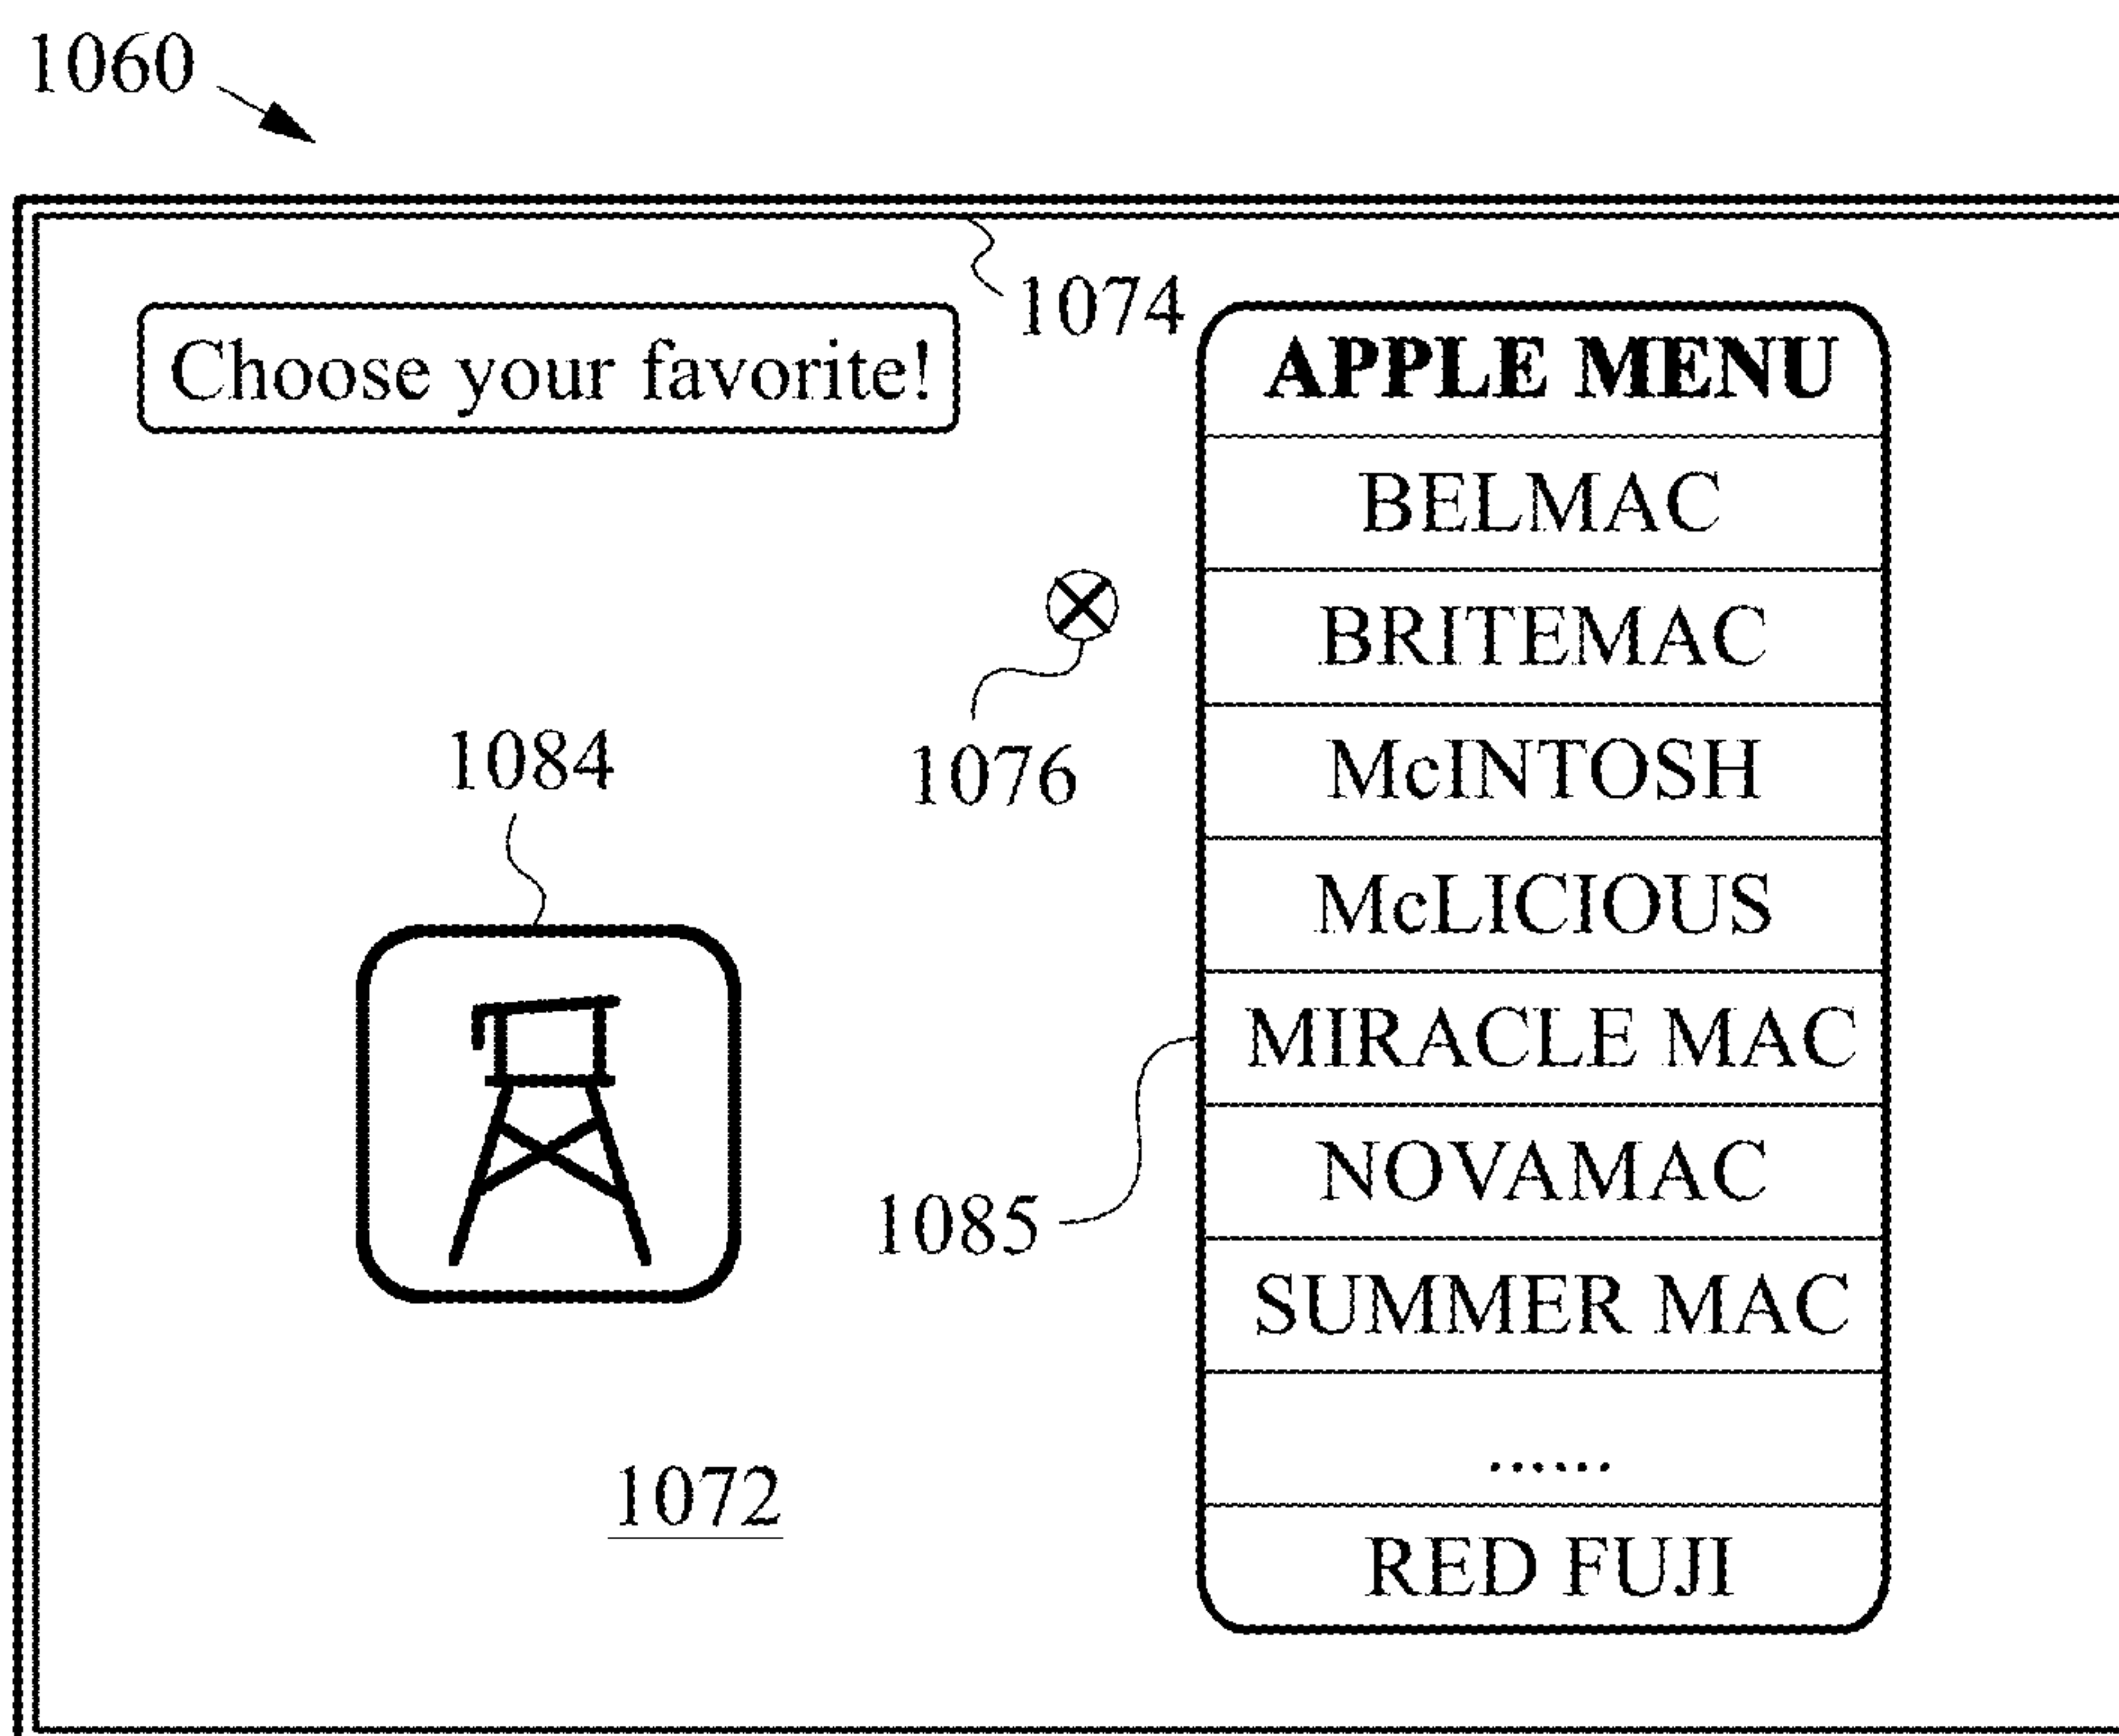 1060
1074
Choose your favorite!
APPLE MENU
BELMAC
BRITEMAC
1076
McINTOSH
1084
McLICIOUS
MIRACLE MAC
NOVAMAC
1085
SUMMER MAC
......
1072
RED FUJI